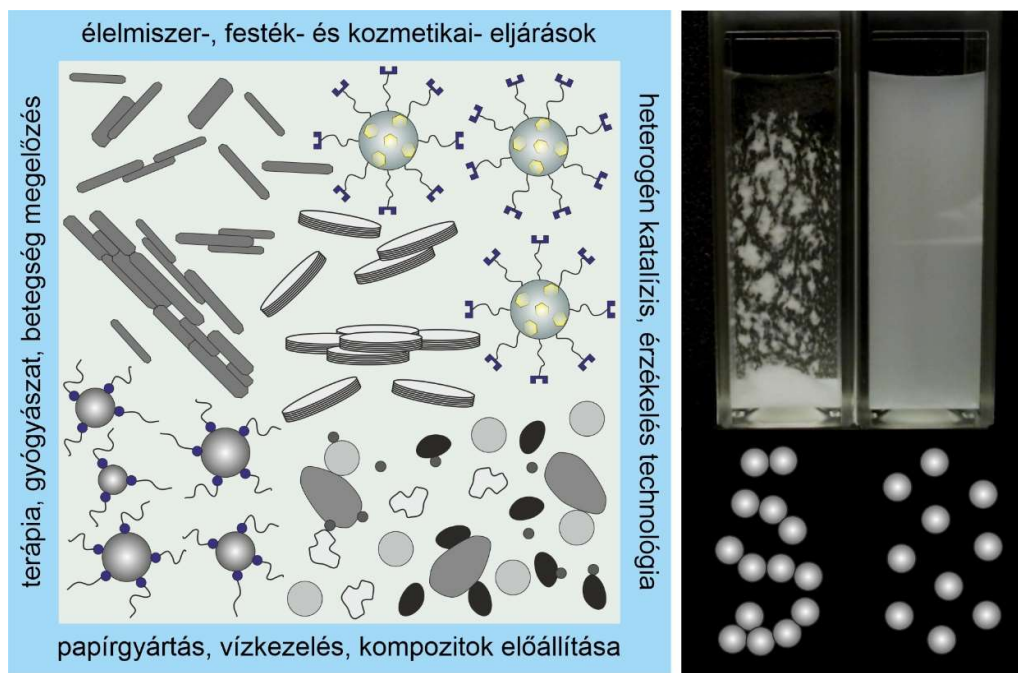 élelmiszer-, festék- és kozmetikai- eljárások
terápia, gyógyászat, betegség megelőzés
heterogén katalízis, érzékelés technológia
papírgyártás, vízkezelés, kompozitok előállítása